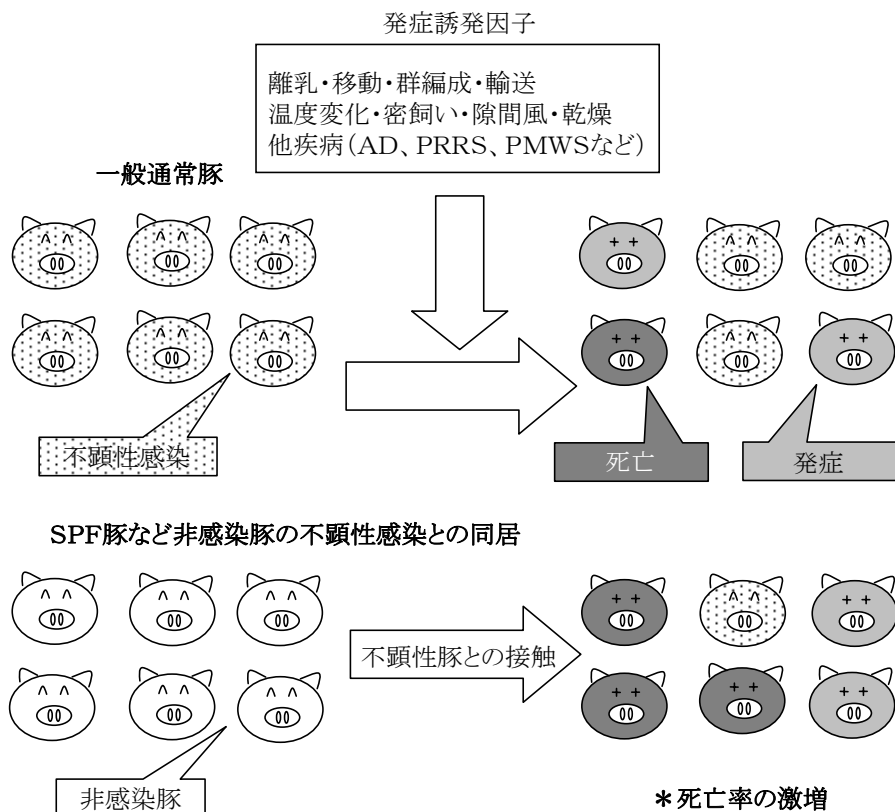 発症誘発因子
離乳・移動・群編成・輸送
温度変化・密飼い・隙間風・乾燥
他疾病(AD、PRRS、PMWSなど)
一般通常豚
不顕性感染
死亡
発症
SPF豚など非感染豚の不顕性感染との同居
不顕性豚との接触
非感染豚
＊死亡率の激増